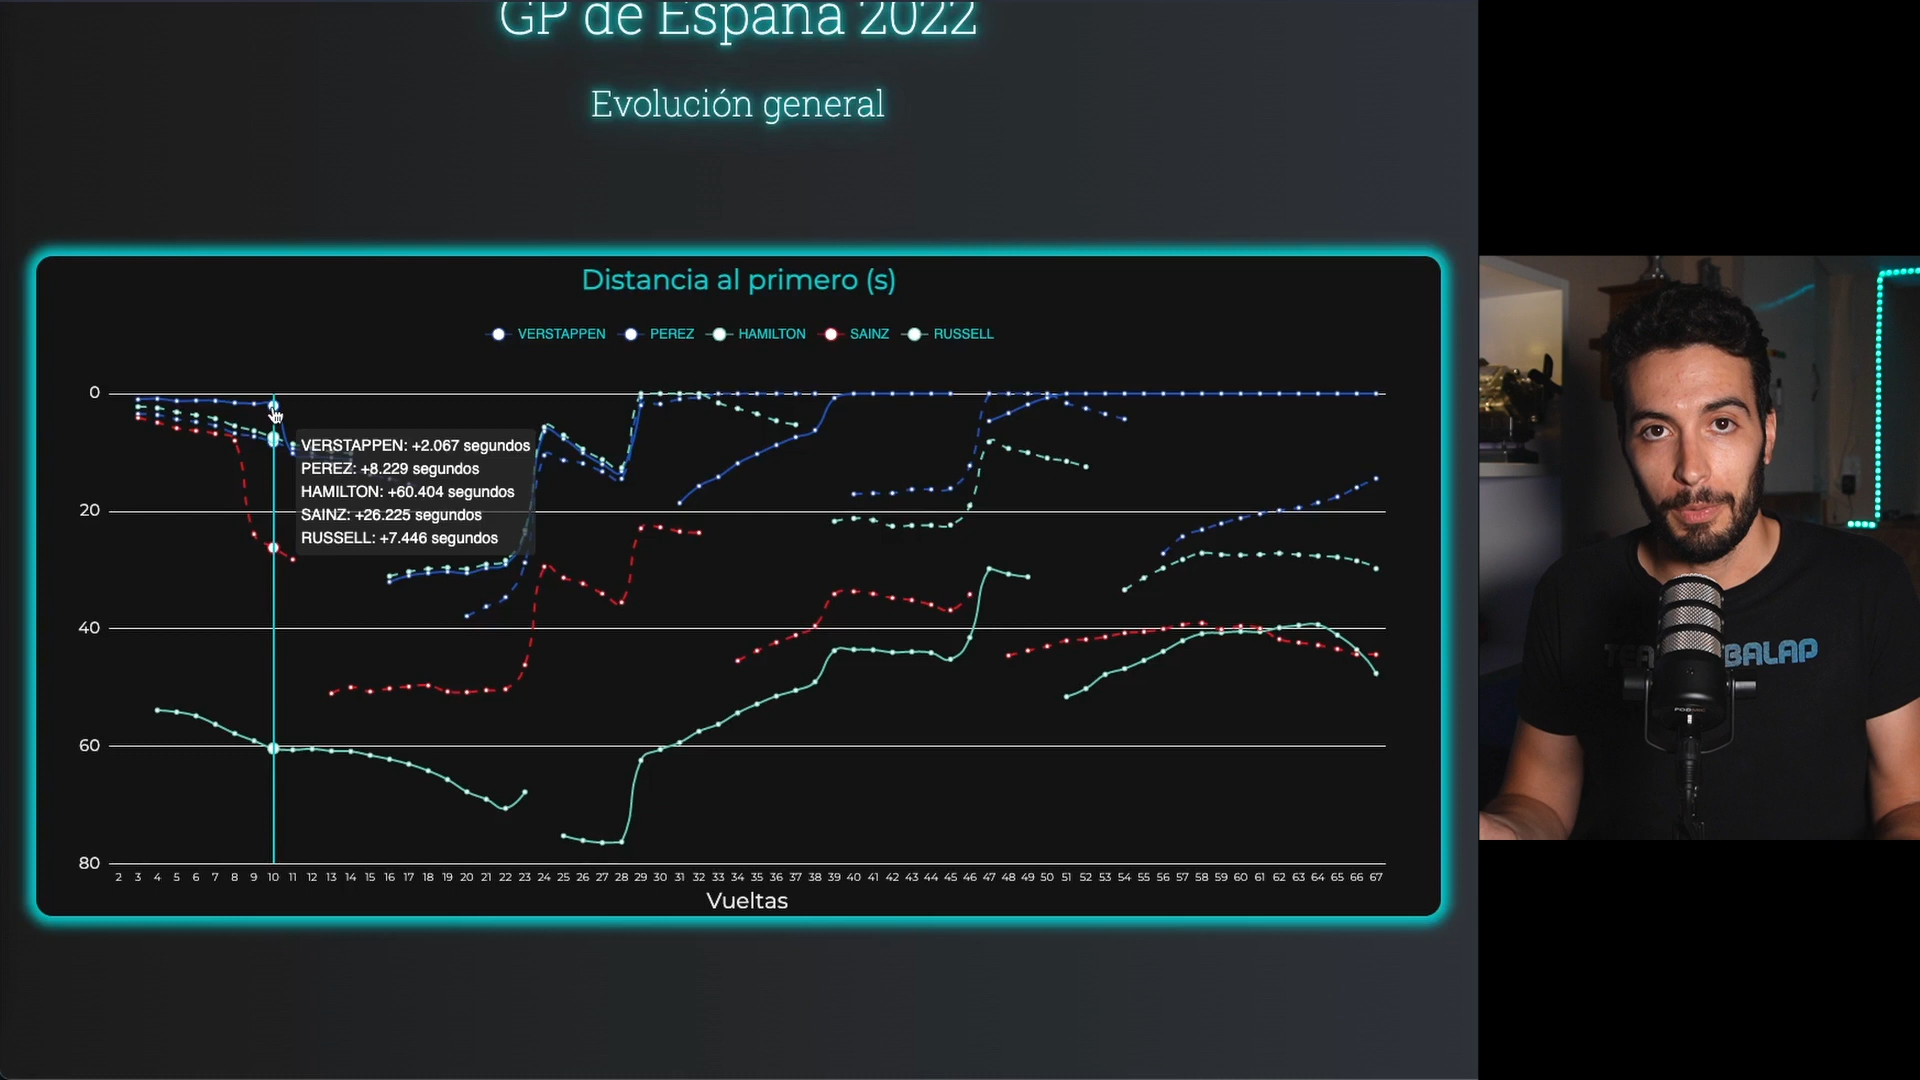 GP de España 2022
Evolución general
Distancia al primero (s)
VERSTAPPEN PEREZ HAMILTON SAINZ RUSSELL
0
20
40
60
80
VERSTAPPEN: +2.067 segundos
PEREZ: +8.229 segundos
HAMILTON: +60.404 segundos
SAINZ: +26.225 segundos
RUSSELL: +7.446 segundos
2 3 4 5 6 7 8 9 10 11 12 13 14 15 16 17 18 19 20 21 22 23 24 25 26 27 28 29 30 31 32 33 34 35 36 37 38 39 40 41 42 43 44 45 46 47 48 49 50 51 52 53 54 55 56 57 58 59 60 61 62 63 64 65 66 67
Vueltas